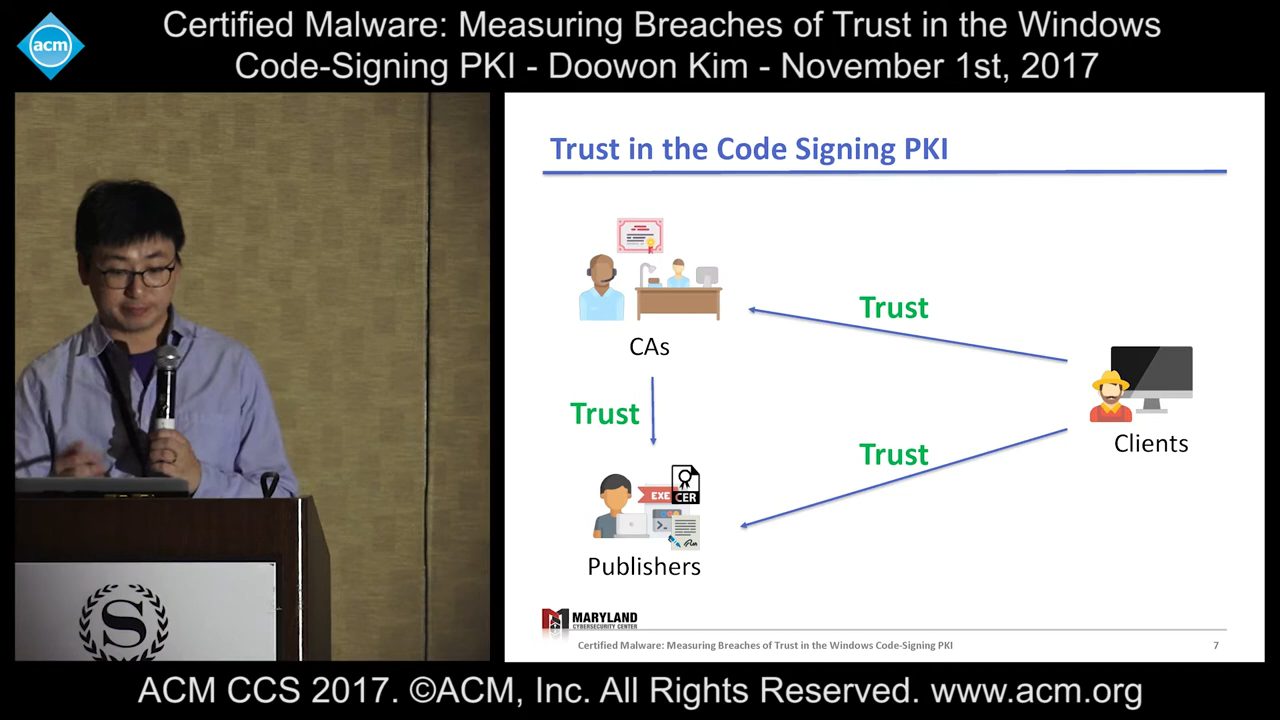 acm
Certified Malware: Measuring Breaches of Trust in the Windows
Code-Signing PKI - Doowon Kim - November 1st, 2017
Trust in the Code Signing PKI
CAs
Trust
Trust
Clients
Trust
EXE
CER
Publishers
MARYLAND
CYBERSECURITY CENTER
Certified Malware: Measuring Breaches of Trust in the Windows Code-Signing PKI
7
S
ACM CCS 2017. ©ACM, Inc. All Rights Reserved. www.acm.org